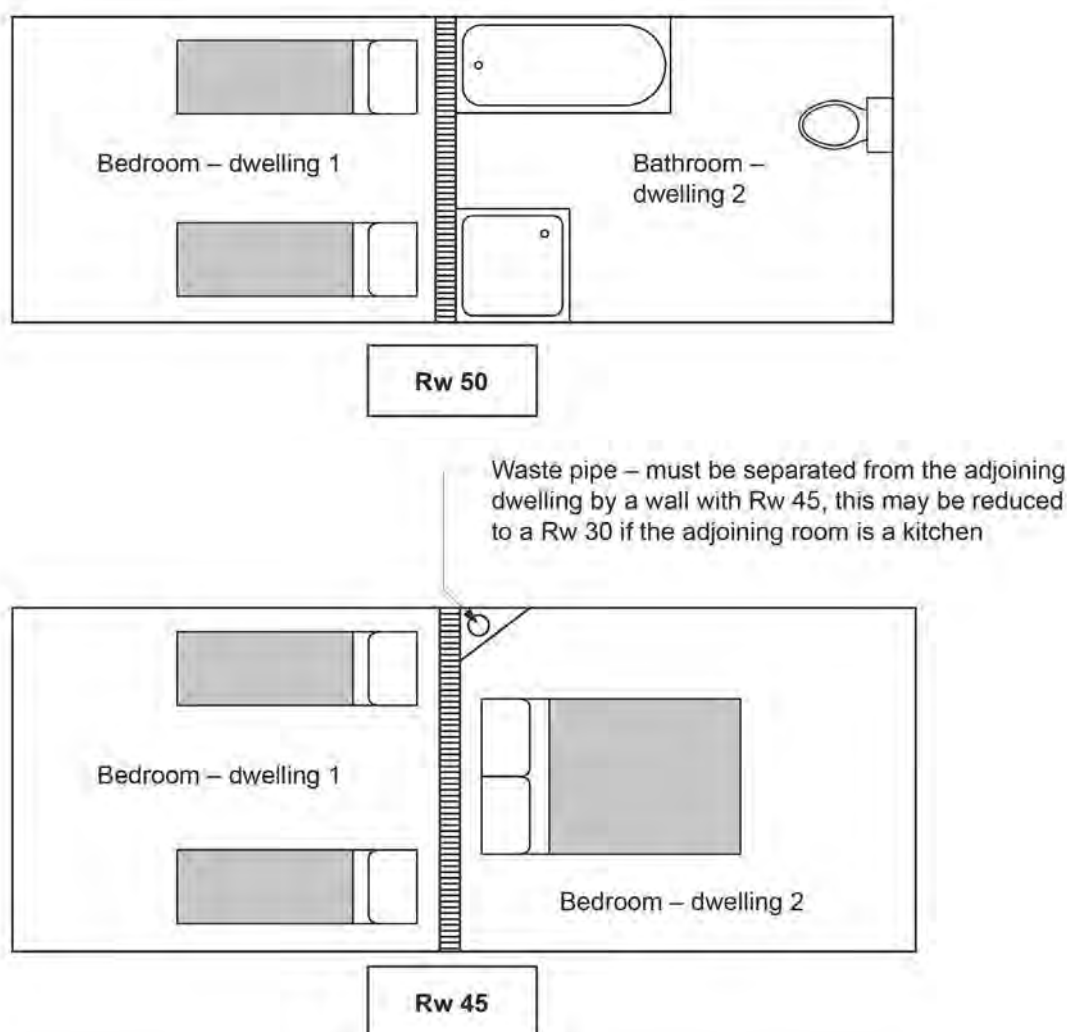 Bedroom – dwelling 1
Bathroom –
dwelling 2
Rw 50
Waste pipe – must be separated from the adjoining
dwelling by a wall with Rw 45, this may be reduced
to a Rw 30 if the adjoining room is a kitchen
Bedroom – dwelling 1
Bedroom – dwelling 2
Rw 45